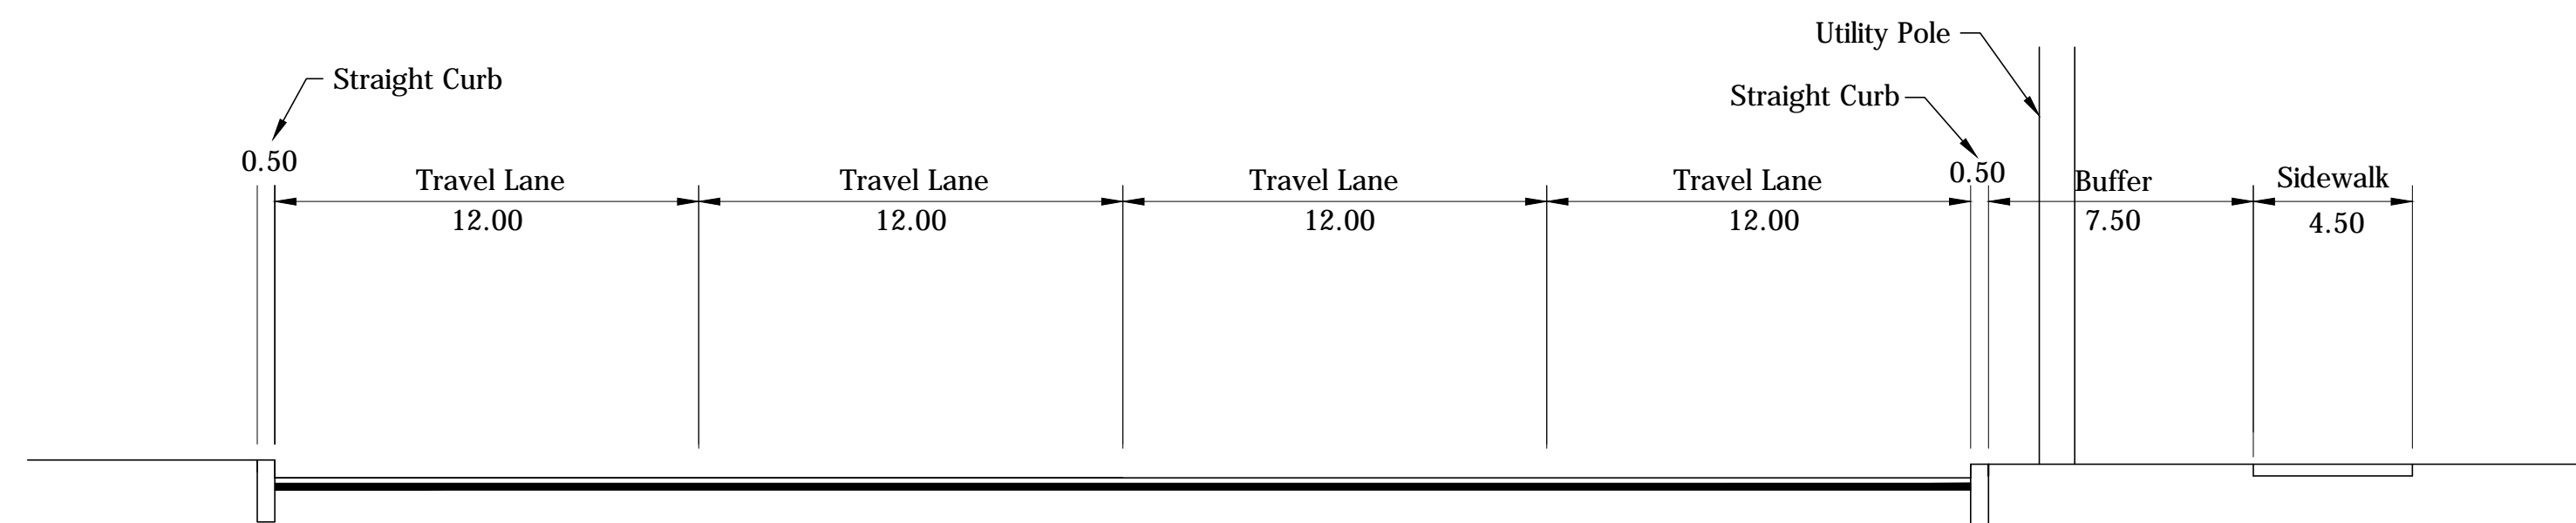 Utility Pole
Straight Curb
Straight Curb
0.50
0.50
Travel Lane
Travel Lane
Travel Lane
Travel Lane
Buffer
Sidewalk
12.00
12.00
12.00
12.00
7.50
4.50